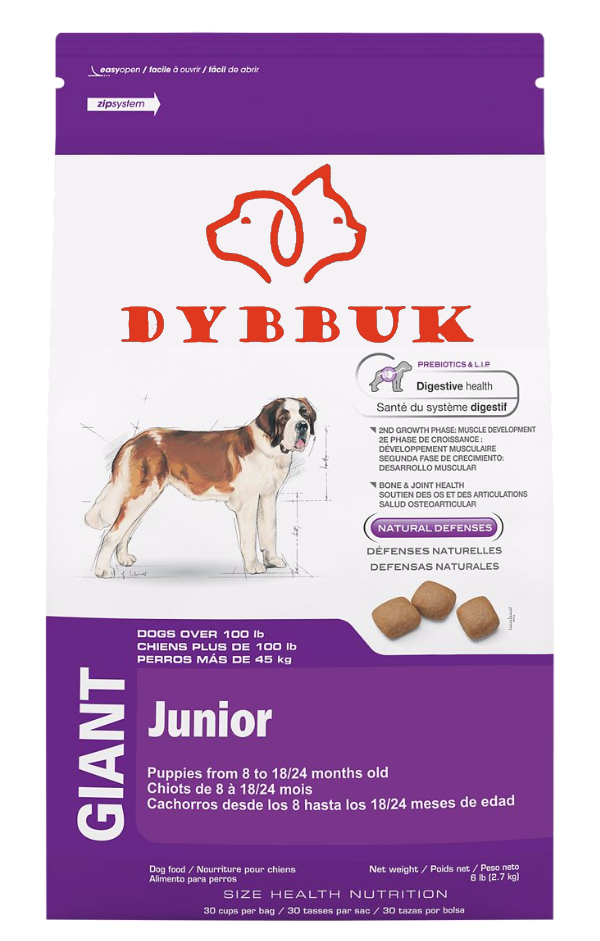 easyopen / facile à ouvrir / fácil de abrir
zipsystem
DYBBUK
PREBIOTICS & L.I.P.
Digestive health
Santé du système digestif
2ND GROWTH PHASE: MUSCLE DEVELOPMENT
2E PHASE DE CROISSANCE :
DÉVELOPPEMENT MUSCULAIRE
SEGUNDA FASE DE CRECIMIENTO:
DESARROLLO MUSCULAR
BONE & JOINT HEALTH
SOUTIEN DES OS ET DES ARTICULATIONS
SALUD OSTEOARTICULAR
NATURAL DEFENSES
DÉFENSES NATURELLES
DEFENSAS NATURALES
DOGS OVER 100 lb
CHIENS PLUS DE 100 lb
PERROS MÁS DE 45 kg
GIANT
Junior
Puppies from 8 to 18/24 months old
Chiots de 8 à 18/24 mois
Cachorros desde los 8 hasta los 18/24 meses de edad
Dog food / Nourriture pour chiens
Alimento para perros
Net weight / Poids net / Peso neto
6 lb (2.7 kg)
SIZE HEALTH NUTRITION
30 cups per bag / 30 tasses par sac / 30 tazas por bolsa